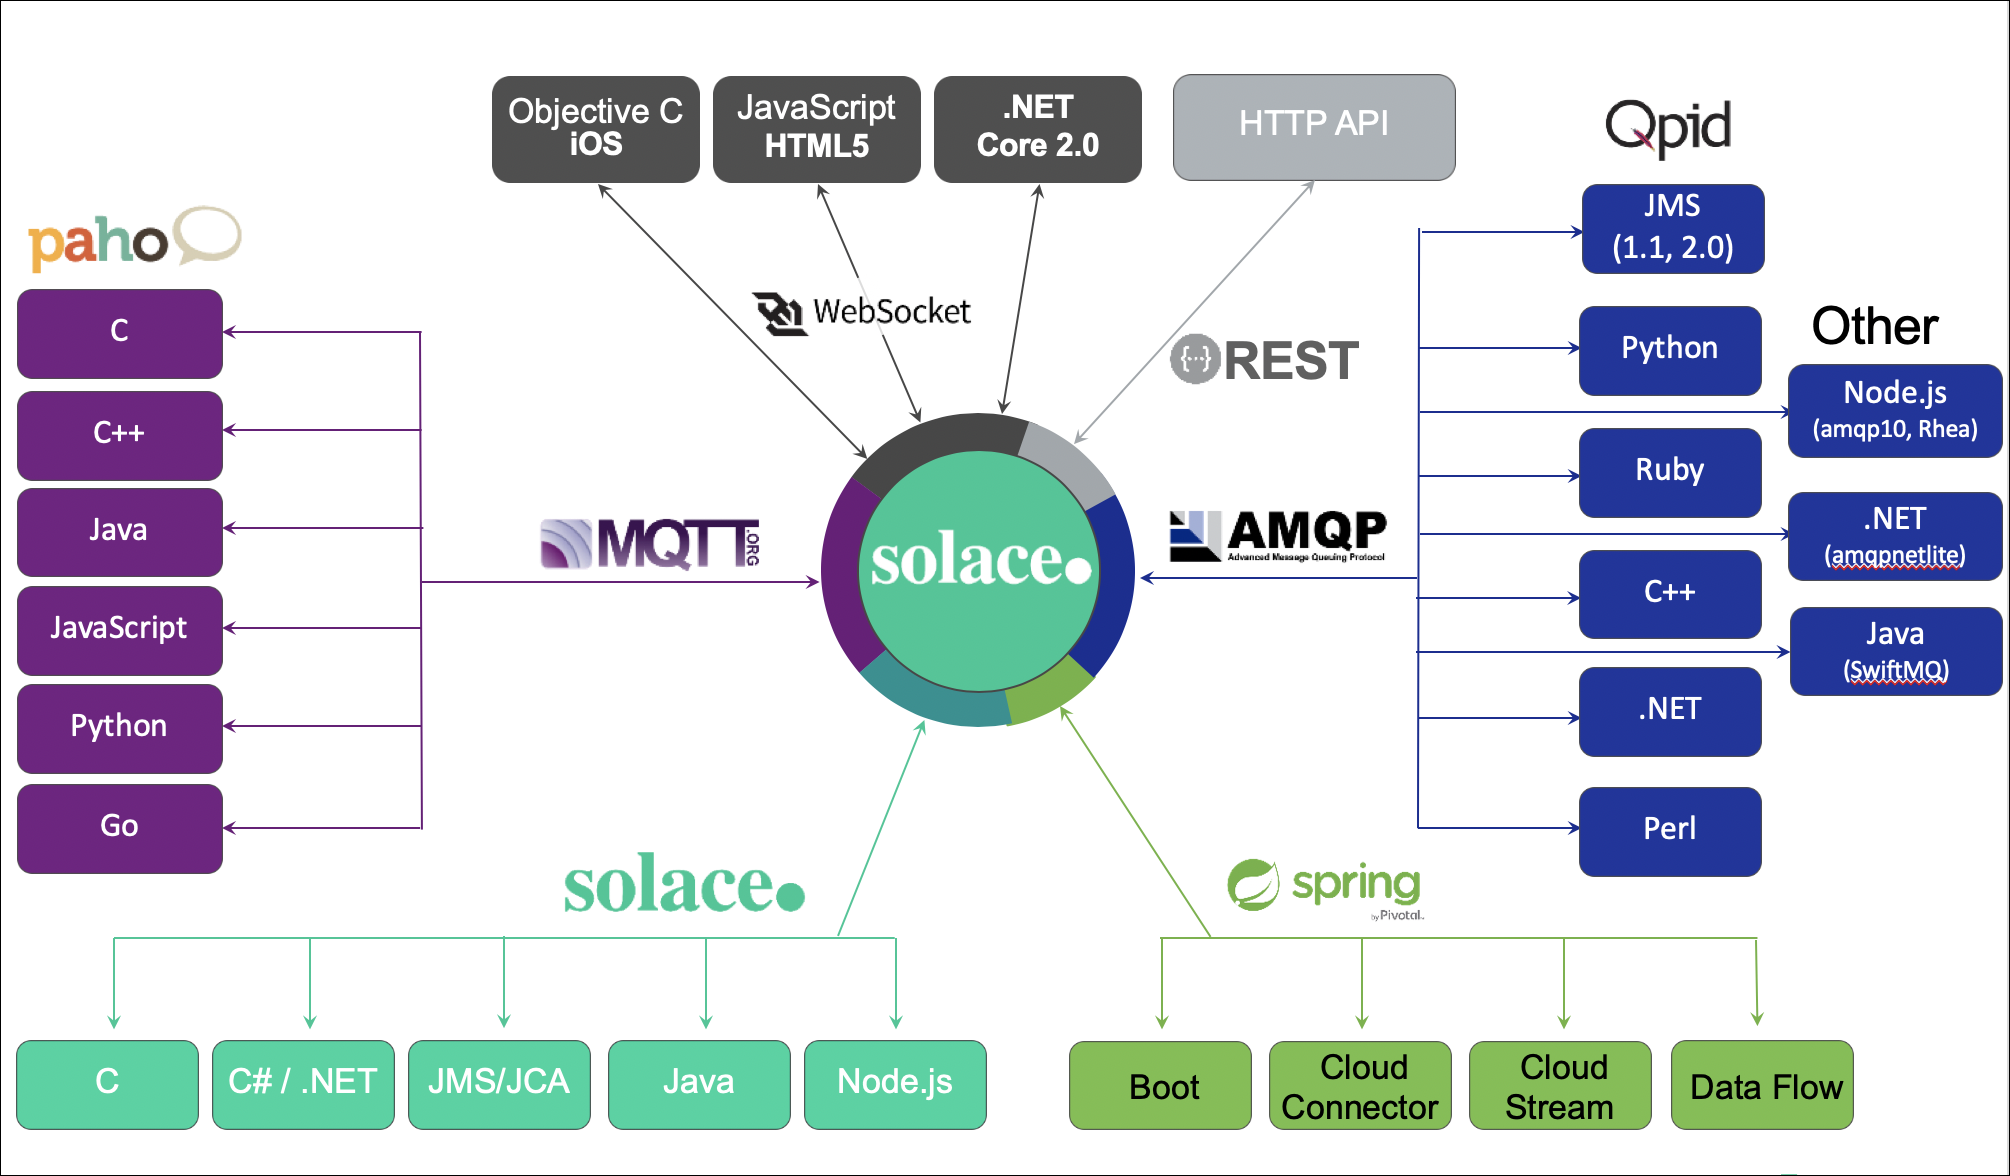 Objective C
iOS
JavaScript
HTML5
.NET
Core 2.0
HTTP API
Qpid
paho
JMS
(1.1, 2.0)
C
WebSocket
REST
Python
Other
Node.js
(amqp10, Rhea)
C++
Ruby
Java
MQTT
.ORG
solace.
AMQP
Advanced Message Queuing Protocol
.NET
(amqpnetlite)
C++
JavaScript
Java
(SwiftMQ)
Python
.NET
Go
Perl
solace.
spring
by Pivotal.
C
C# / .NET
JMS/JCA
Java
Node.js
Boot
Cloud
Connector
Cloud
Stream
Data Flow